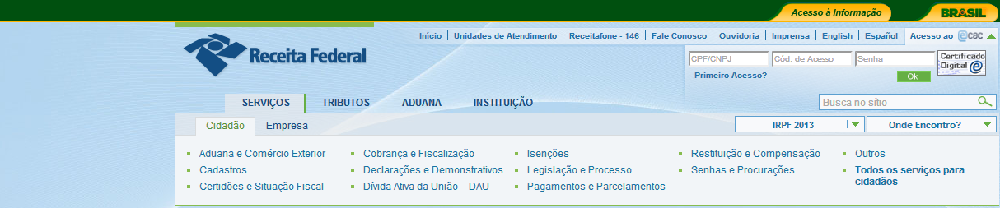 Acesso à Informação BRASIL
Início Unidades de Atendimento Receitafone - 146 Fale Conosco Ouvidoria Imprensa English Español Acesso ao e cac
Receita Federal
CPF/CNPJ Cód. de Acesso Senha Certificado Digital e
Primeiro Acesso? Ok
SERVIÇOS TRIBUTOS ADUANA INSTITUIÇÃO Busca no sítio
Cidadão Empresa IRPF 2013 Onde Encontro?
Aduana e Comércio Exterior Cobrança e Fiscalização Isenções Restituição e Compensação Outros
Cadastros Declarações e Demonstrativos Legislação e Processo Senhas e Procurações Todos os serviços para
cidadãos
Certidões e Situação Fiscal Dívida Ativa da União – DAU Pagamentos e Parcelamentos